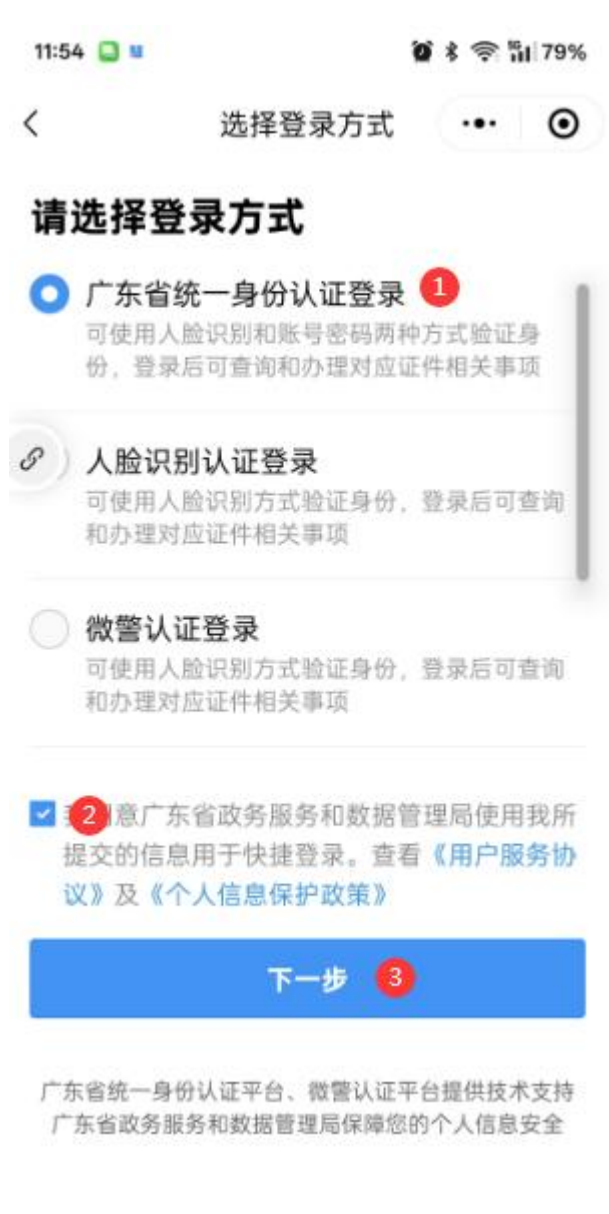 11:54
5G
79%
选择登录方式
请选择登录方式
广东省统一身份认证登录 1
可使用人脸识别和账号密码两种方式验证身
份，登录后可查询和办理对应证件相关事项
人脸识别认证登录
可使用人脸识别方式验证身份，登录后可查询
和办理对应证件相关事项
微警认证登录
可使用人脸识别方式验证身份，登录后可查询
和办理对应证件相关事项
2 意广东省政务服务和数据管理局使用我所
提交的信息用于快捷登录。查看《用户服务协
议》及《个人信息保护政策》
下一步 3
广东省统一身份认证平台、微警认证平台提供技术支持
广东省政务服务和数据管理局保障您的个人信息安全